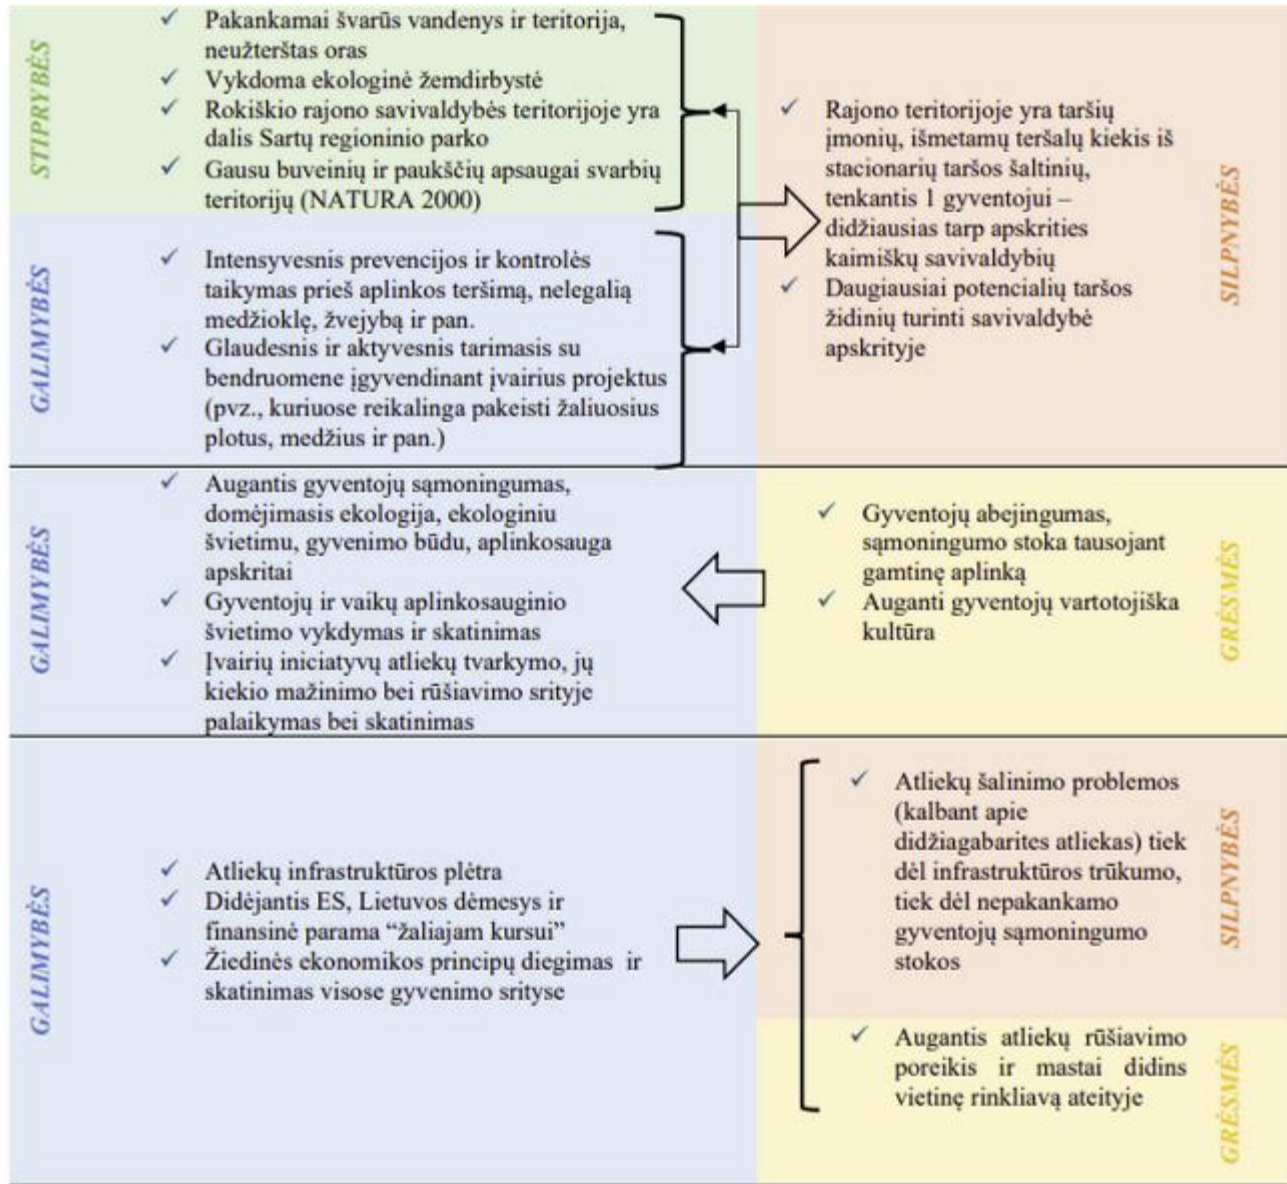 STIPRYBĖS
Pakankamai švarūs vandenys ir teritorija,
neužterštas oras
Vykdoma ekologinė žemdirbystė
Rokiškio rajono savivaldybės teritorijoje yra
dalis Sartų regioninio parko
Gausu buveinių ir paukščių apsaugai svarbių
teritorijų (NATURA 2000)
GALIMYBĖS
Intensyvesnis prevencijos ir kontrolės
taikymas prieš aplinkos teršimą, nelegalią
medžioklę, žvejybą ir pan.
Glaudesnis ir aktyvesnis tarimasis su
bendruomene įgyvendinant įvairius projektus
(pvz., kuriuose reikalinga pakeisti žaliuosius
plotus, medžius ir pan.)
Rajono teritorijoje yra taršių
įmonių, išmetamų teršalų kiekis iš
stacionarių taršos šaltinių,
tenkantis 1 gyventojui –
didžiausias tarp apskrities
kaimiškų savivaldybių
Daugiausiai potencialių taršos
židinių turinti savivaldybė
apskrityje
SILPNYBĖS
GALIMYBĖS
Augantis gyventojų sąmoningumas,
domėjimasis ekologija, ekologiniu
švietimu, gyvenimo būdu, aplinkosauga
apskritai
Gyventojų ir vaikų aplinkosauginio
švietimo vykdymas ir skatinimas
Įvairių iniciatyvų atliekų tvarkymo, jų
kiekio mažinimo bei rūšiavimo srityje
palaikymas bei skatinimas
Gyventojų abejingumas,
sąmoningumo stoka tausojant
gamtinę aplinką
Auganti gyventojų vartotojiška
kultūra
GRĖSMĖS
GALIMYBĖS
Atliekų infrastruktūros plėtra
Didėjantis ES, Lietuvos dėmesys ir
finansinė parama “žaliajam kursui”
Žiedinės ekonomikos principų diegimas ir
skatinimas visose gyvenimo srityse
Atliekų šalinimo problemos
(kalbant apie
didžiagabarites atliekas) tiek
dėl infrastruktūros trūkumo,
tiek dėl nepakankamo
gyventojų sąmoningumo
stokos
SILPNYBĖS
Augantis atliekų rūšiavimo
poreikis ir mastai didins
vietinę rinkliavą ateityje
GRĖSMĖS